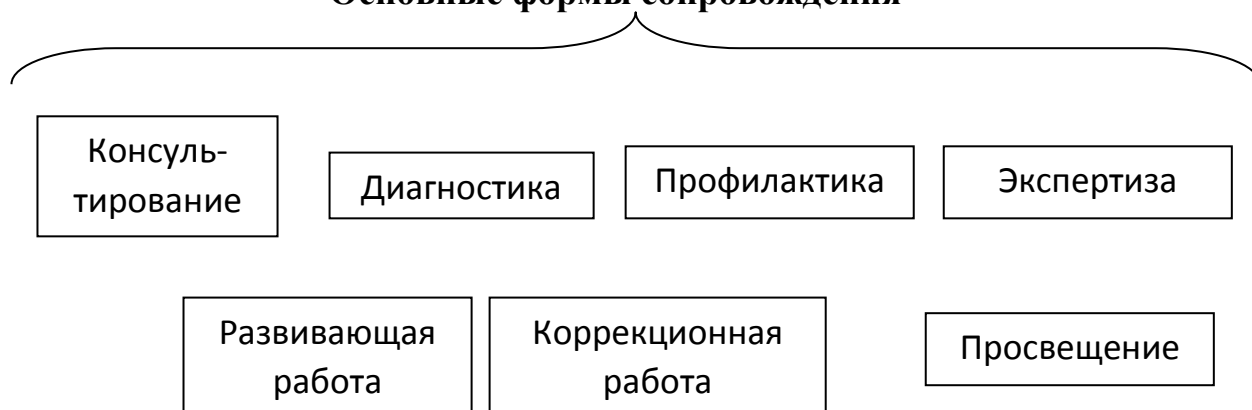 Основные формы сопровождения
Консуль-
тирование
Диагностика
Профилактика
Экспертиза
Развивающая
работа
Коррекционная
работа
Просвещение